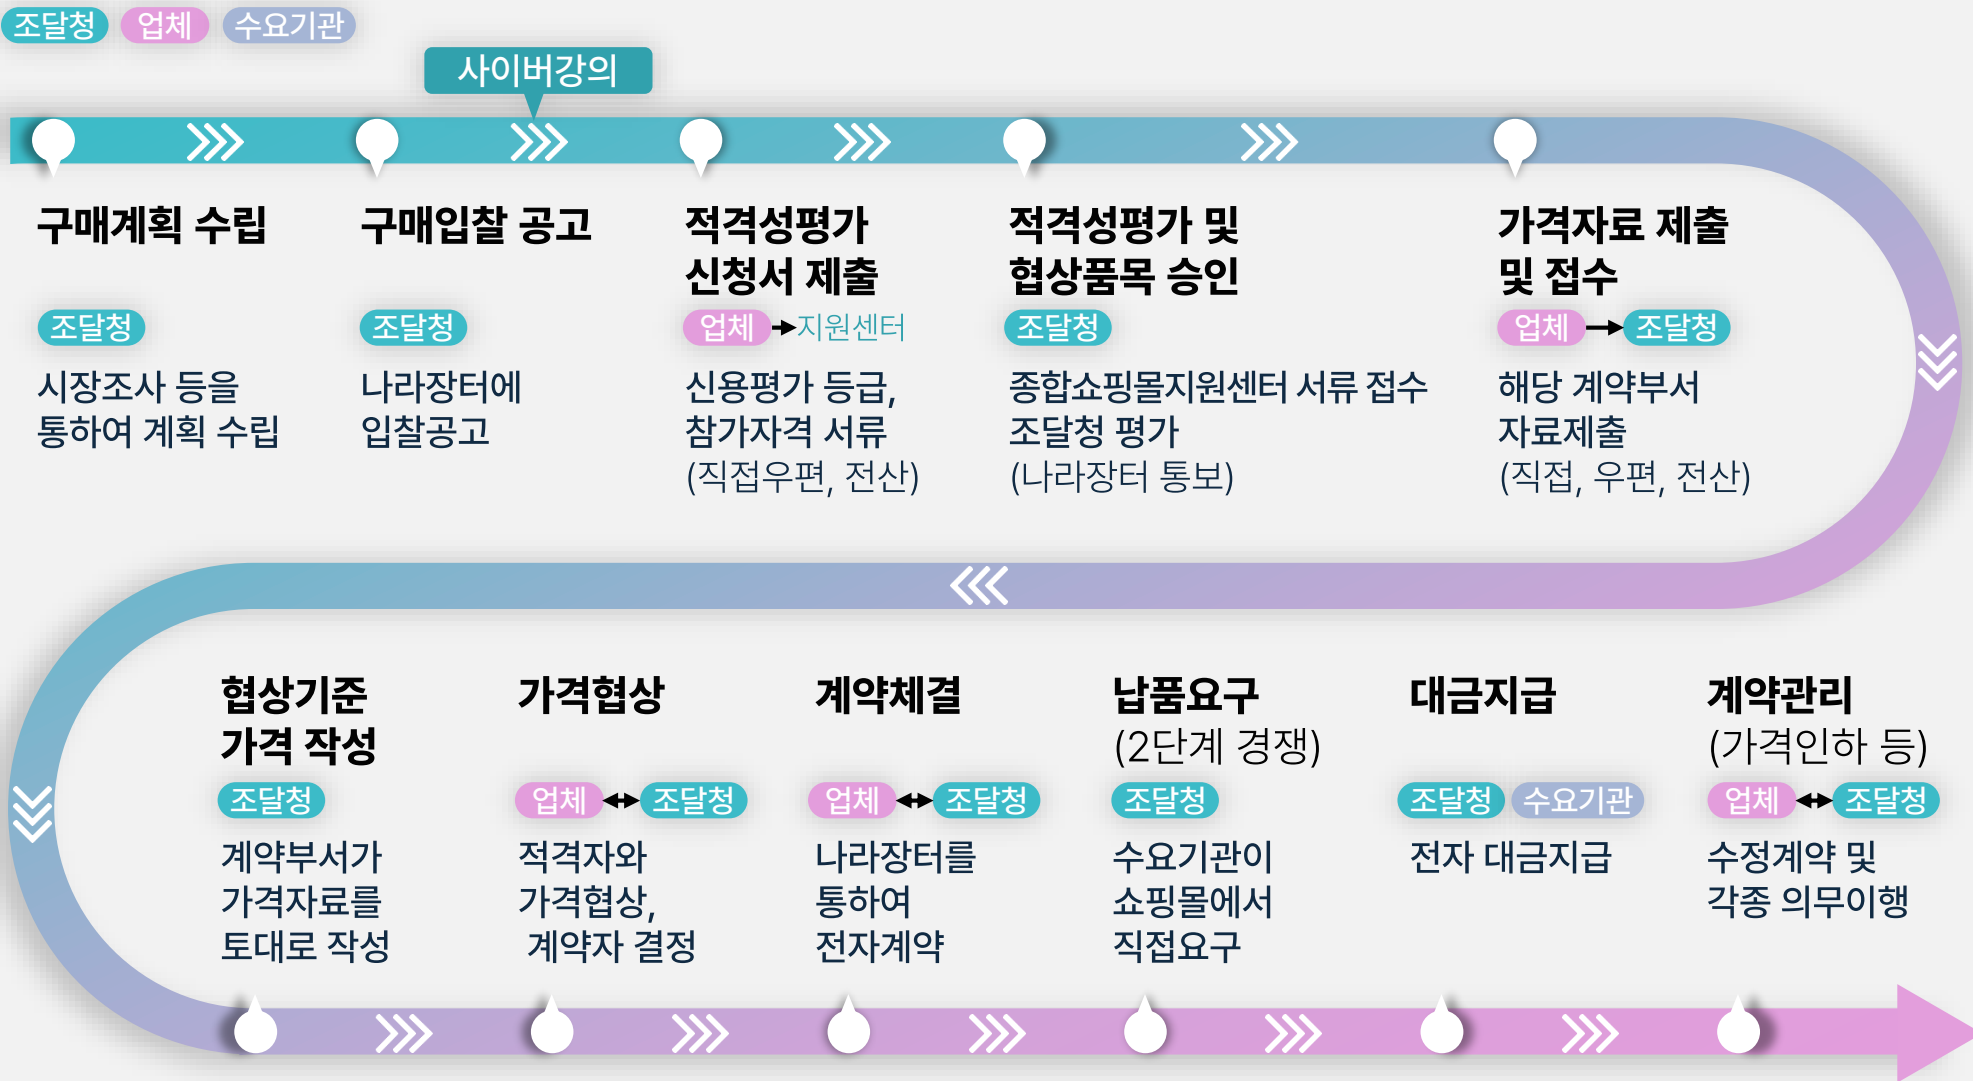 조달청 업체 수요기관
사이버강의
구매계획 수립
조달청
시장조사 등을
통하여 계획 수립
구매입찰 공고
조달청
나라장터에
입찰공고
적격성평가
신청서 제출
업체 지원센터
신용평가 등급,
참가자격 서류
(직접우편, 전산)
적격성평가 및
협상품목 승인
조달청
종합쇼핑몰지원센터 서류 접수
조달청 평가
(나라장터 통보)
가격자료 제출
및 접수
업체 조달청
해당 계약부서
자료제출
(직접, 우편, 전산)
협상기준
가격 작성
조달청
계약부서가
가격자료를
토대로 작성
가격협상
업체 조달청
적격자와
가격협상,
계약자 결정
계약체결
업체 조달청
나라장터를
통하여
전자계약
납품요구
(2단계 경쟁)
조달청
수요기관이
쇼핑몰에서
직접요구
대금지급
조달청 수요기관
전자 대금지급
계약관리
(가격인하 등)
업체 조달청
수정계약 및
각종 의무이행